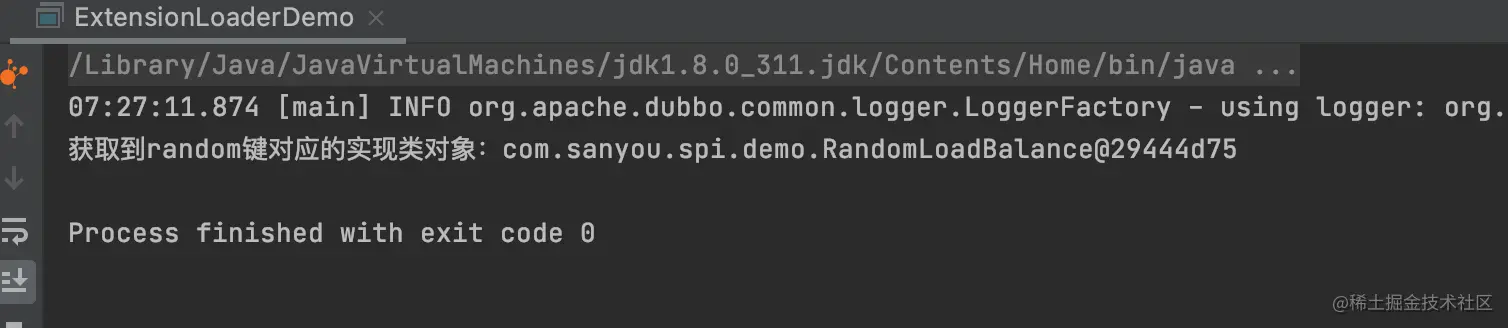 ExtensionLoaderDemo
/Library/Java/JavaVirtualMachines/jdk1.8.0_311.jdk/Contents/Home/bin/java ...
07:27:11.874 [main] INFO org.apache.dubbo.common.logger.LoggerFactory - using logger: org.
获取到random键对应的实现类对象：com.sanyou.spi.demo.RandomLoadBalance@29444d75
Process finished with exit code 0
@稀土掘金技术社区